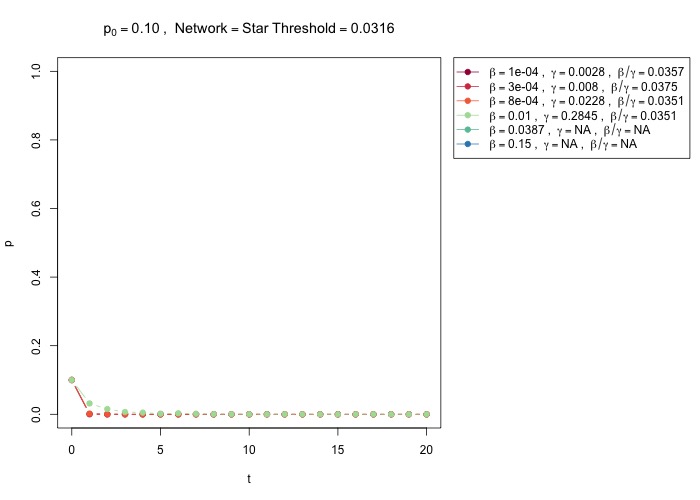 p₀ = 0.10 , Network = Star Threshold = 0.0316
β = 1e-04 , γ = 0.0028 , β/γ = 0.0357
β = 3e-04 , γ = 0.008 , β/γ = 0.0375
β = 8e-04 , γ = 0.0228 , β/γ = 0.0351
β = 0.01 , γ = 0.2845 , β/γ = 0.0351
β = 0.0387 , γ = NA , β/γ = NA
β = 0.15 , γ = NA , β/γ = NA
1.0
0.8
0.6
0.4
0.2
0.0
p
0 5 10 15 20
t